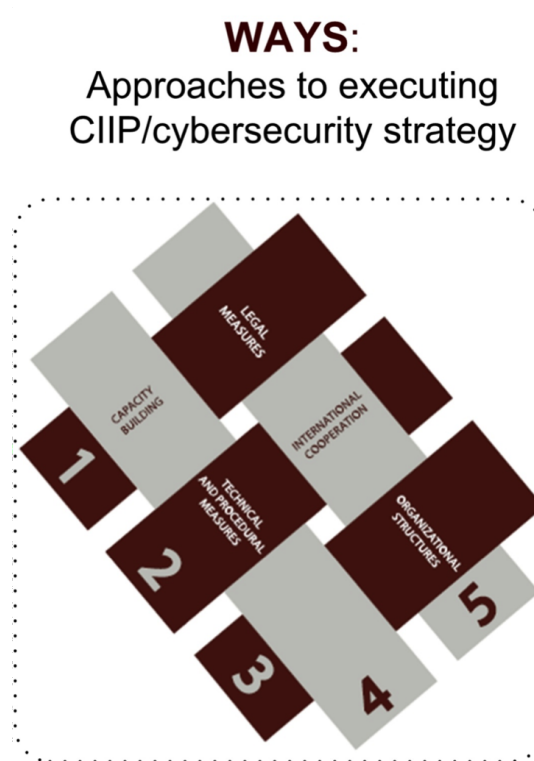 WAYS:
Approaches to executing
CIIP/cybersecurity strategy
LEGAL
MEASURES
CAPACITY
BUILDING
INTERNATIONAL
COOPERATION
1
TECHNICAL
AND PROCEDURAL
MEASURES
ORGANIZATIONAL
STRUCTURES
2
5
3
4